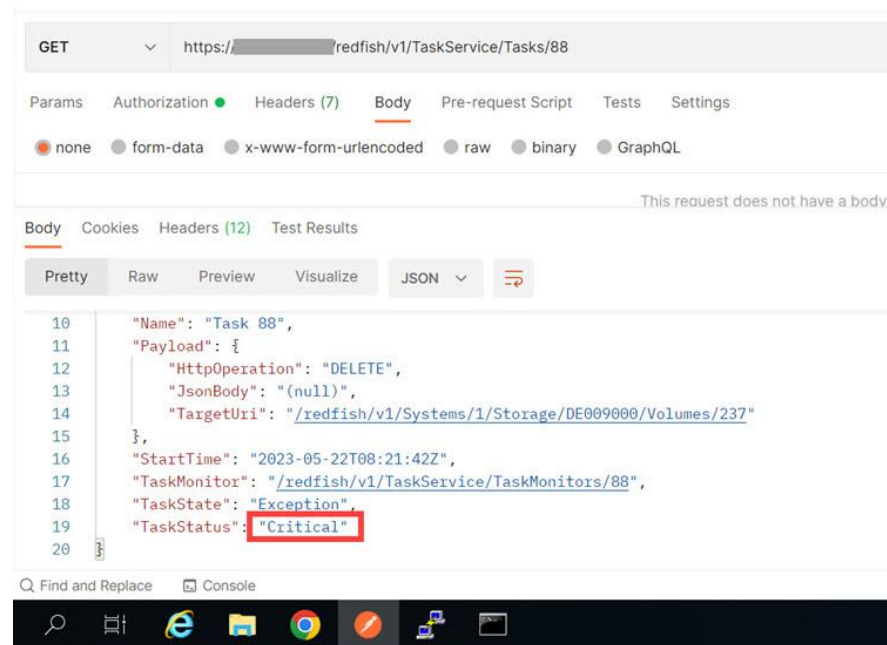 GET https:// /redfish/v1/TaskService/Tasks/88
Params Authorization Headers (7) Body Pre-request Script Tests Settings
none form-data x-www-form-urlencoded raw binary GraphQL
This request does not have a body
Body Cookies Headers (12) Test Results
Pretty Raw Preview Visualize JSON
10 "Name": "Task 88",
11 "Payload": {
12 "HttpOperation": "DELETE",
13 "JsonBody": "(null)",
14 "TargetUri": "/redfish/v1/Systems/1/Storage/DE009000/Volumes/237"
15 },
16 "StartTime": "2023-05-22T08:21:42Z",
17 "TaskMonitor": "/redfish/v1/TaskService/TaskMonitors/88",
18 "TaskState": "Exception",
19 "TaskStatus": "Critical"
20 }
Find and Replace Console